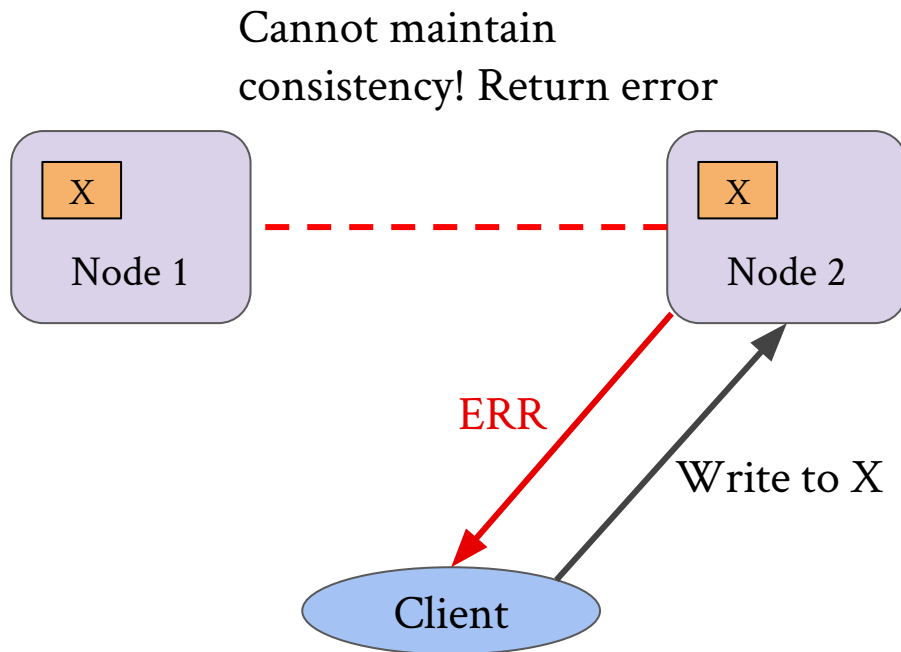 Cannot maintain
consistency! Return error
X
X
Node 1
Node 2
ERR
Write to X
Client